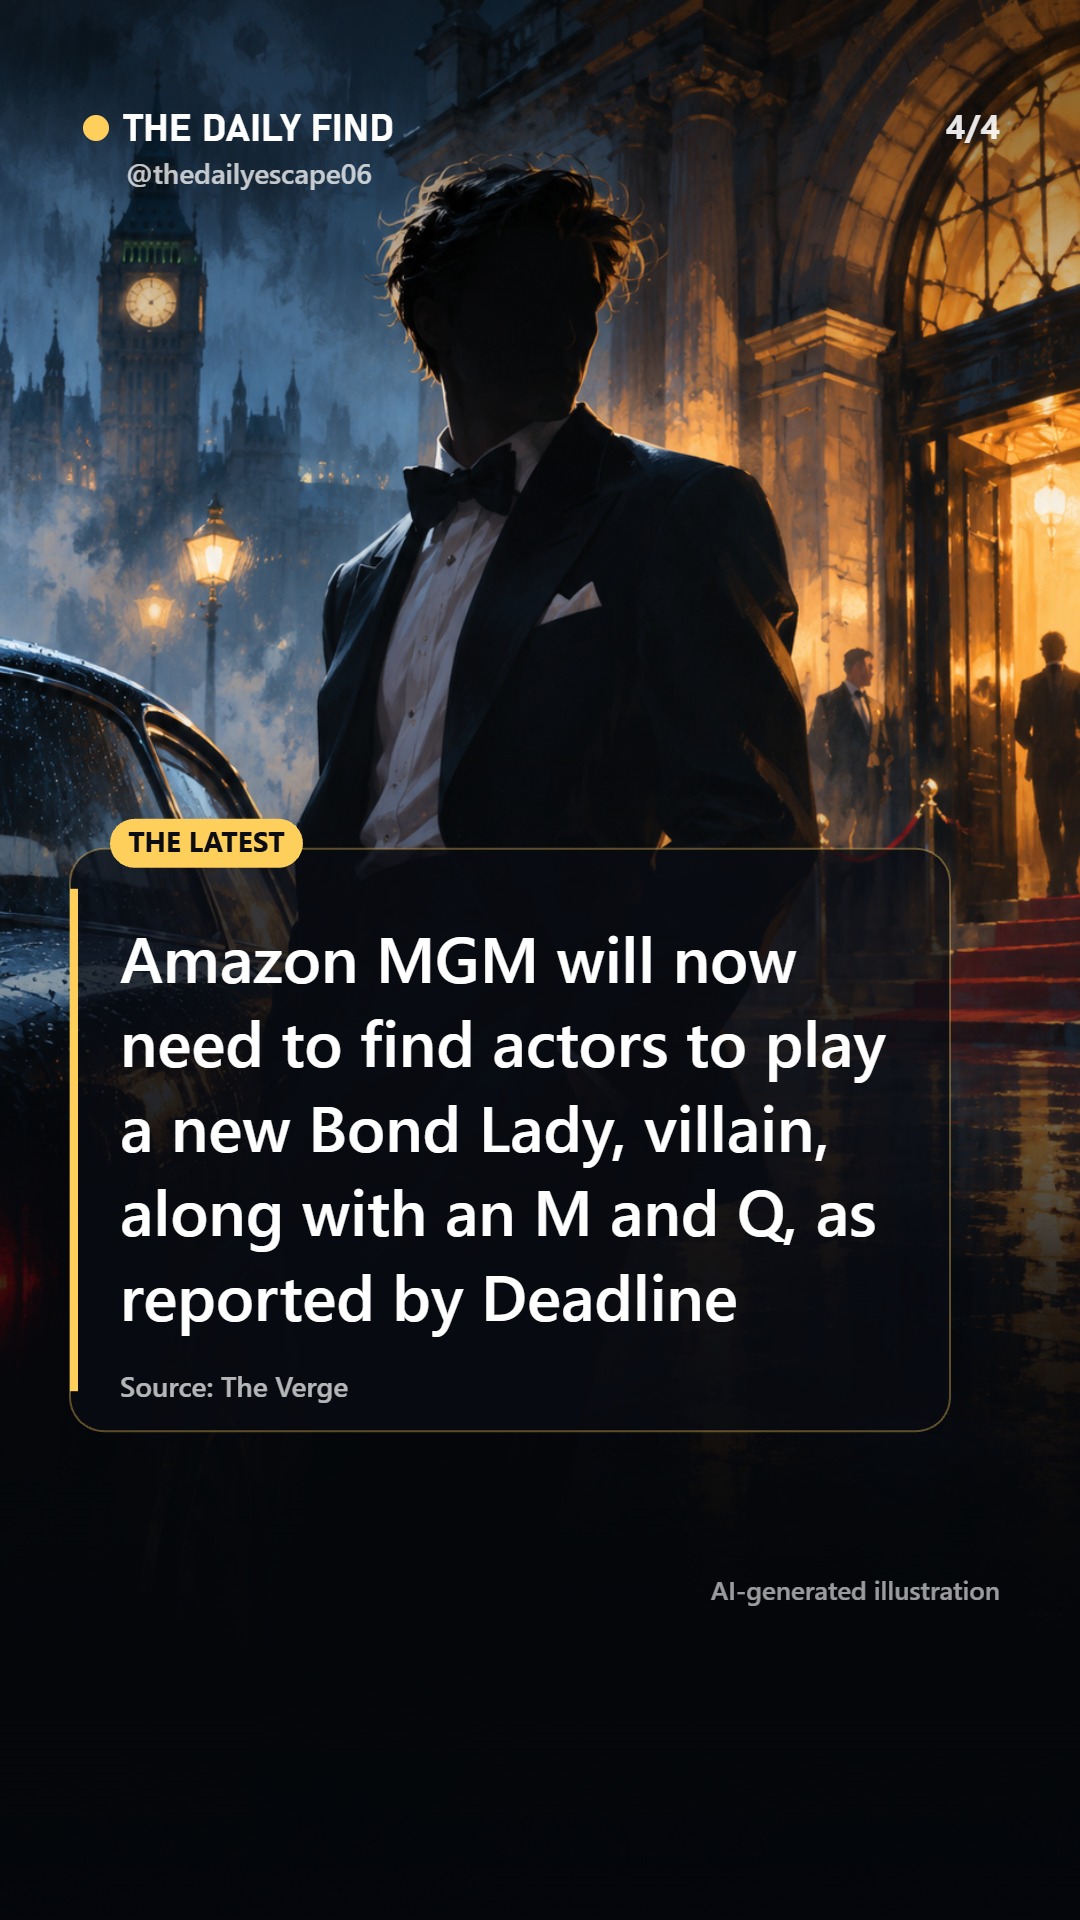 THE DAILY FIND
4/4
@thedailyescape06
THE LATEST
Amazon MGM will now
need to find actors to play
a new Bond Lady, villain,
along with an M and Q, as
reported by Deadline
Source: The Verge
AI-generated illustration